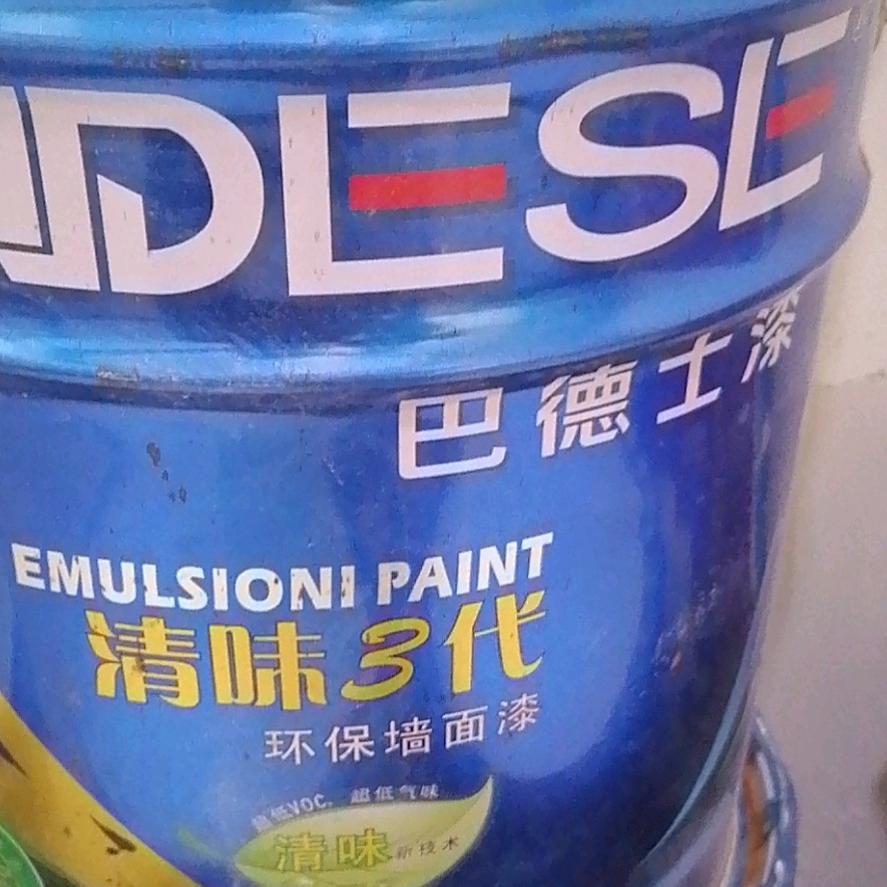 NDESE
巴德士漆
EMULSIONI PAINT
清味3代
环保墙面漆
超低VOC, 超低气味
清味新技术